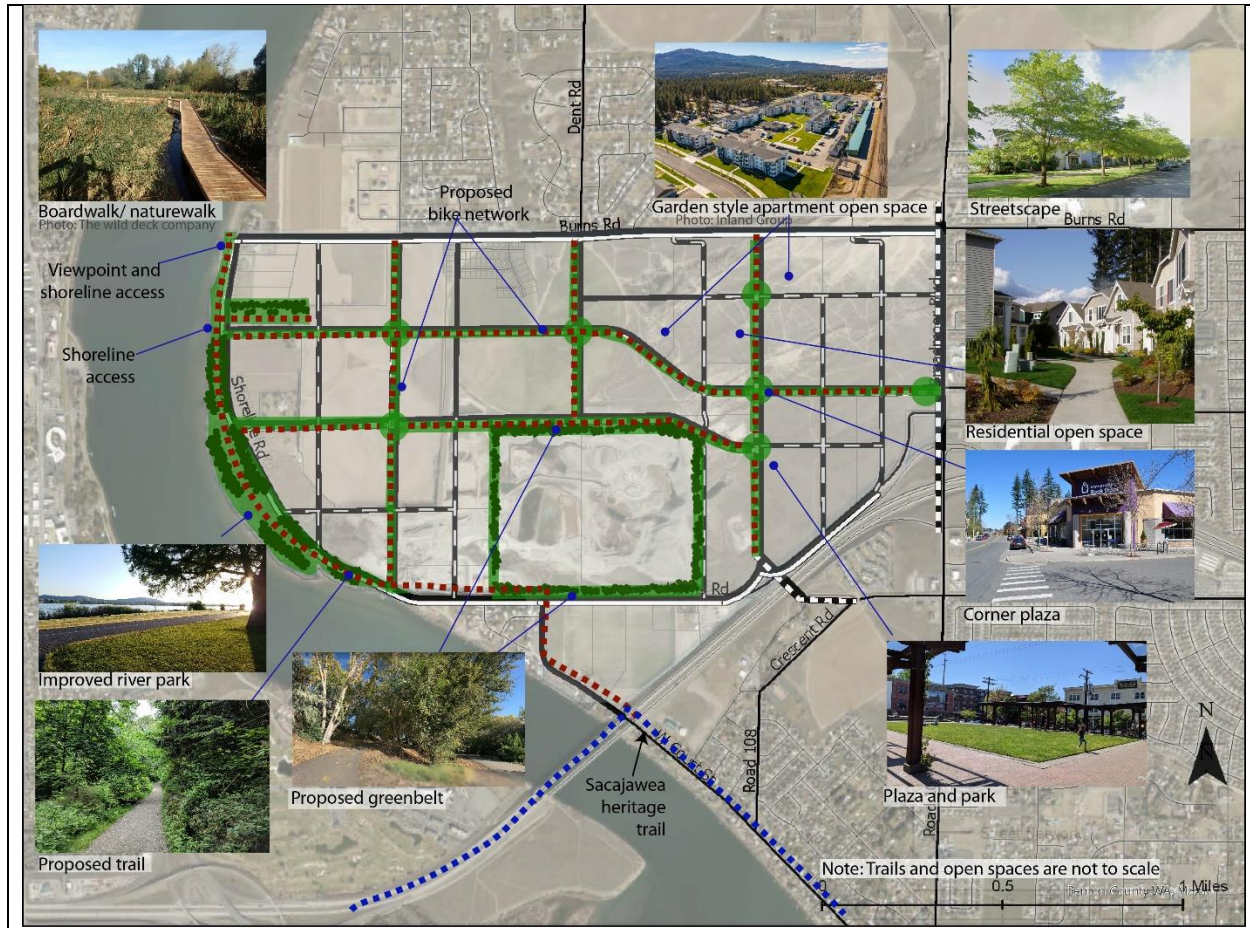 Dent Rd
Boardwalk/ naturewalk
Photo: The wild deck company
Proposed
bike network
Garden style apartment open space
Photo: Inland Group
Streetscape
Burns Rd
Burns Rd
Viewpoint and
shoreline access
Shoreline
access
Residential open space
Corner plaza
Rd
Crescent Rd
Improved river park
Proposed trail
Proposed greenbelt
Sacajawea
heritage
trail
W Court St
Road 108
Plaza and park
N
Note: Trails and open spaces are not to scale
0
0.5
1 Miles